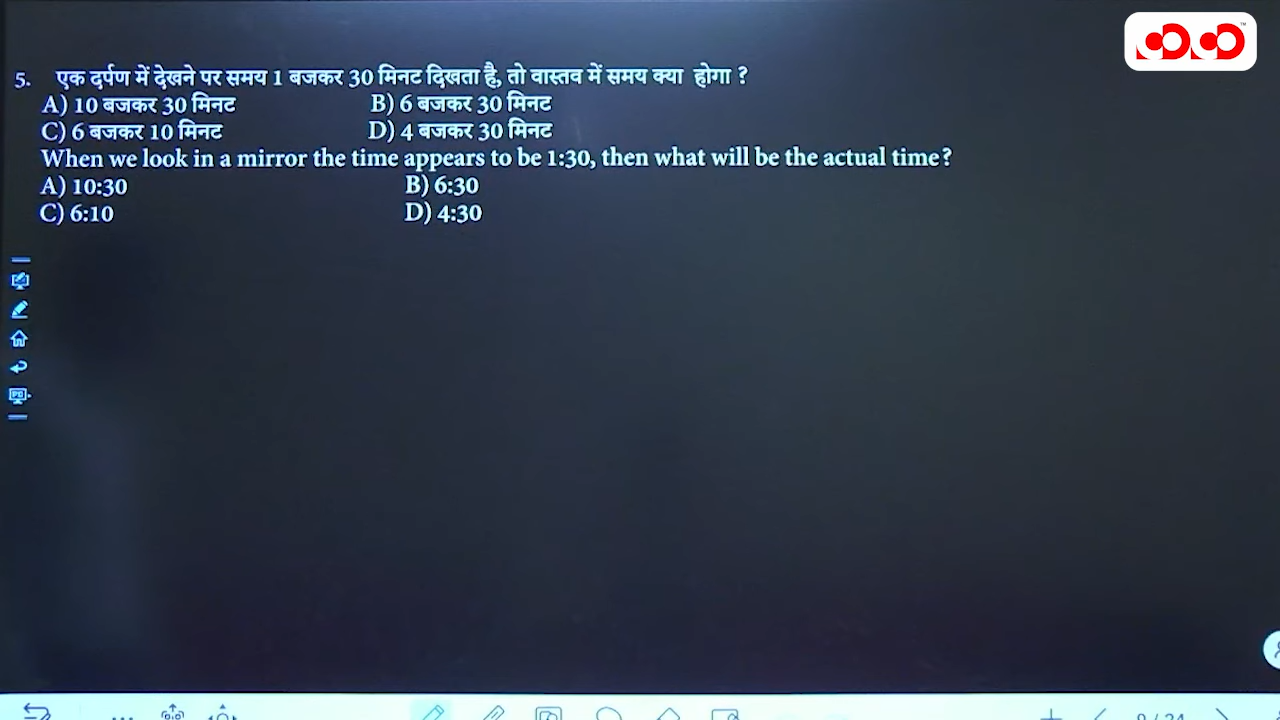 5. एक दर्पण में देखने पर समय 1 बजकर 30 मिनट दिखता है, तो वास्तव में समय क्या होगा ?
A) 10 बजकर 30 मिनट B) 6 बजकर 30 मिनट
C) 6 बजकर 10 मिनट D) 4 बजकर 30 मिनट
When we look in a mirror the time appears to be 1:30, then what will be the actual time?
A) 10:30 B) 6:30
C) 6:10 D) 4:30